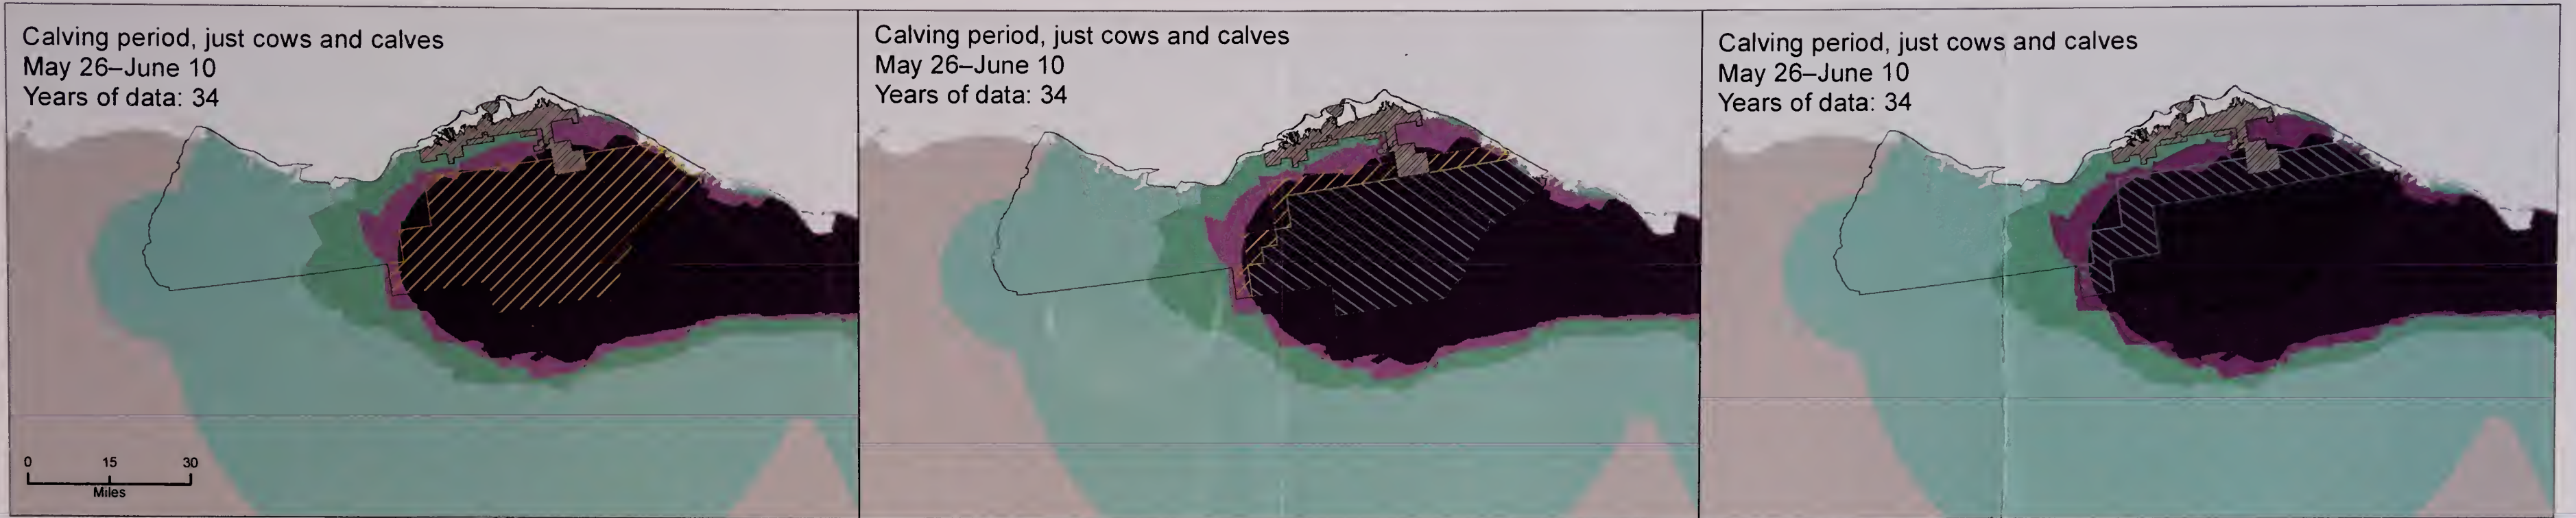 Calving period, just cows and calves
May 26–June 10
Years of data: 34
Calving period, just cows and calves
May 26–June 10
Years of data: 34
Calving period, just cows and calves
May 26–June 10
Years of data: 34
0 15 30
Miles